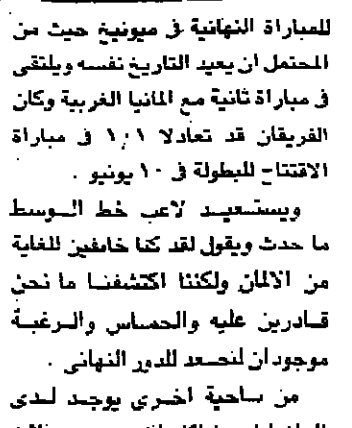 للمباراة النهائية في ميونيخ حيث من
المحتمل ان يعيد التاريخ نفسه ويلتقى
في مباراة ثانية مع المانيا الغربية وكان
الفريقان قد تعادلا ١/١ في مباراة
الافتتاح للبطولة في ١٠ يونيو .
ويستعيد لاعب خط الوسط
ما حدث ويقول لقد كنا خائفين للغاية
من الالمان ولكننا اكتشفنا ما نحن
قادرين عليه والحماس والرغبة
موجودان لنصعد للدور النهائى .
من ناحية اخرى يوجد لدى